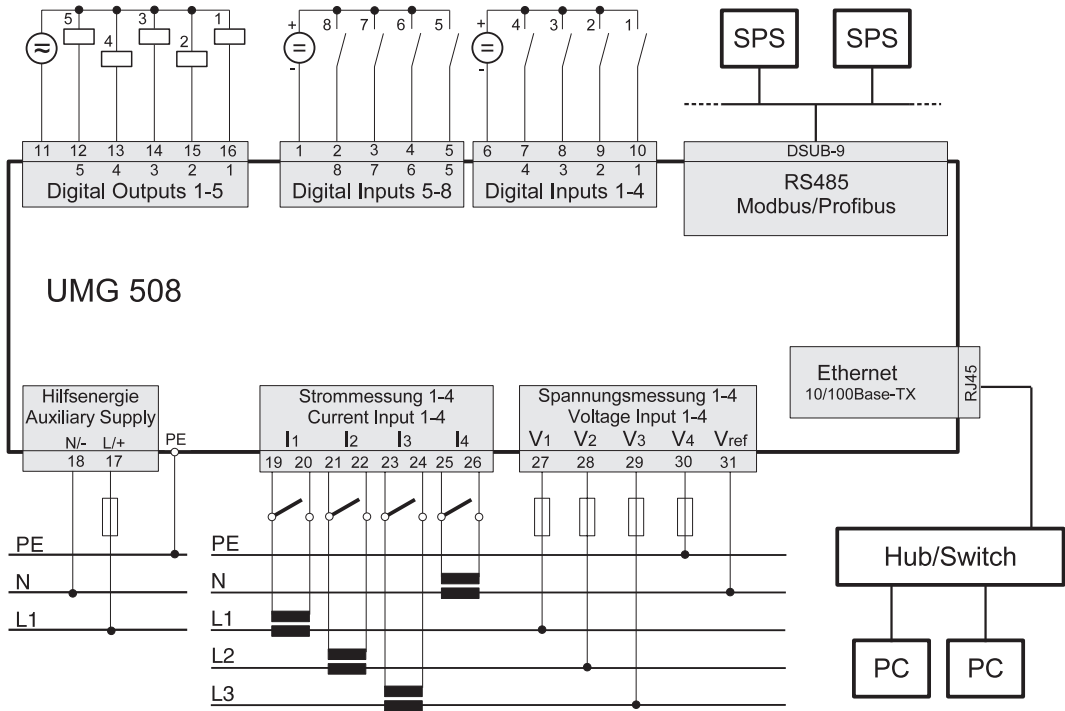 5 3 1
4 2
+ 8 7 6 5
-
+ 4 3 2 1
-
SPS SPS
11 12 13 14 15 16
5 4 3 2 1
Digital Outputs 1-5
1 2 3 4 5
8 7 6 5
Digital Inputs 5-8
6 7 8 9 10
4 3 2 1
Digital Inputs 1-4
DSUB-9
RS485
Modbus/Profibus
UMG 508
Ethernet
10/100Base-TX
RJ45
Hilfsenergie
Auxiliary Supply
N/- L/+ PE
18 17
Strommessung 1-4
Current Input 1-4
I1 I2 I3 I4
19 20 21 22 23 24 25 26
Spannungsmessung 1-4
Voltage Input 1-4
V1 V2 V3 V4 Vref
27 28 29 30 31
PE
N
L1
PE
N
L1
L2
L3
Hub/Switch
PC PC